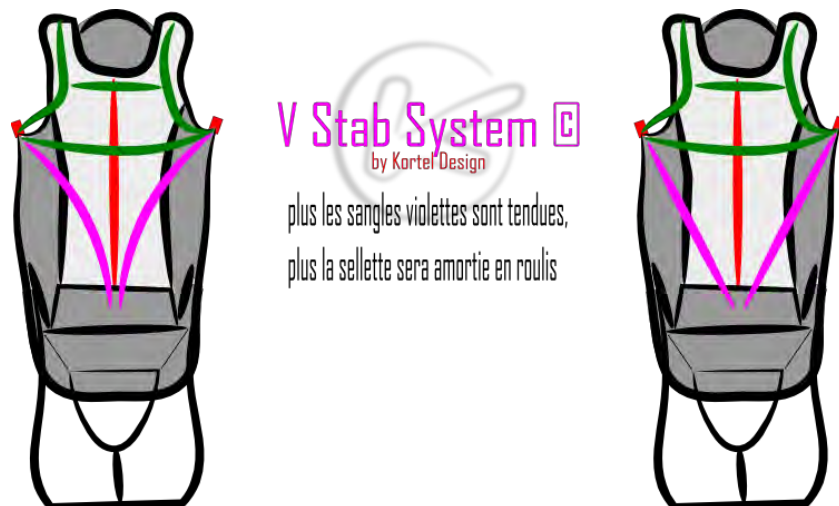 V Stab System ©
by Kortel Design
plus les sangles violettes sont tendues,
plus la sellette sera amortie en roulis